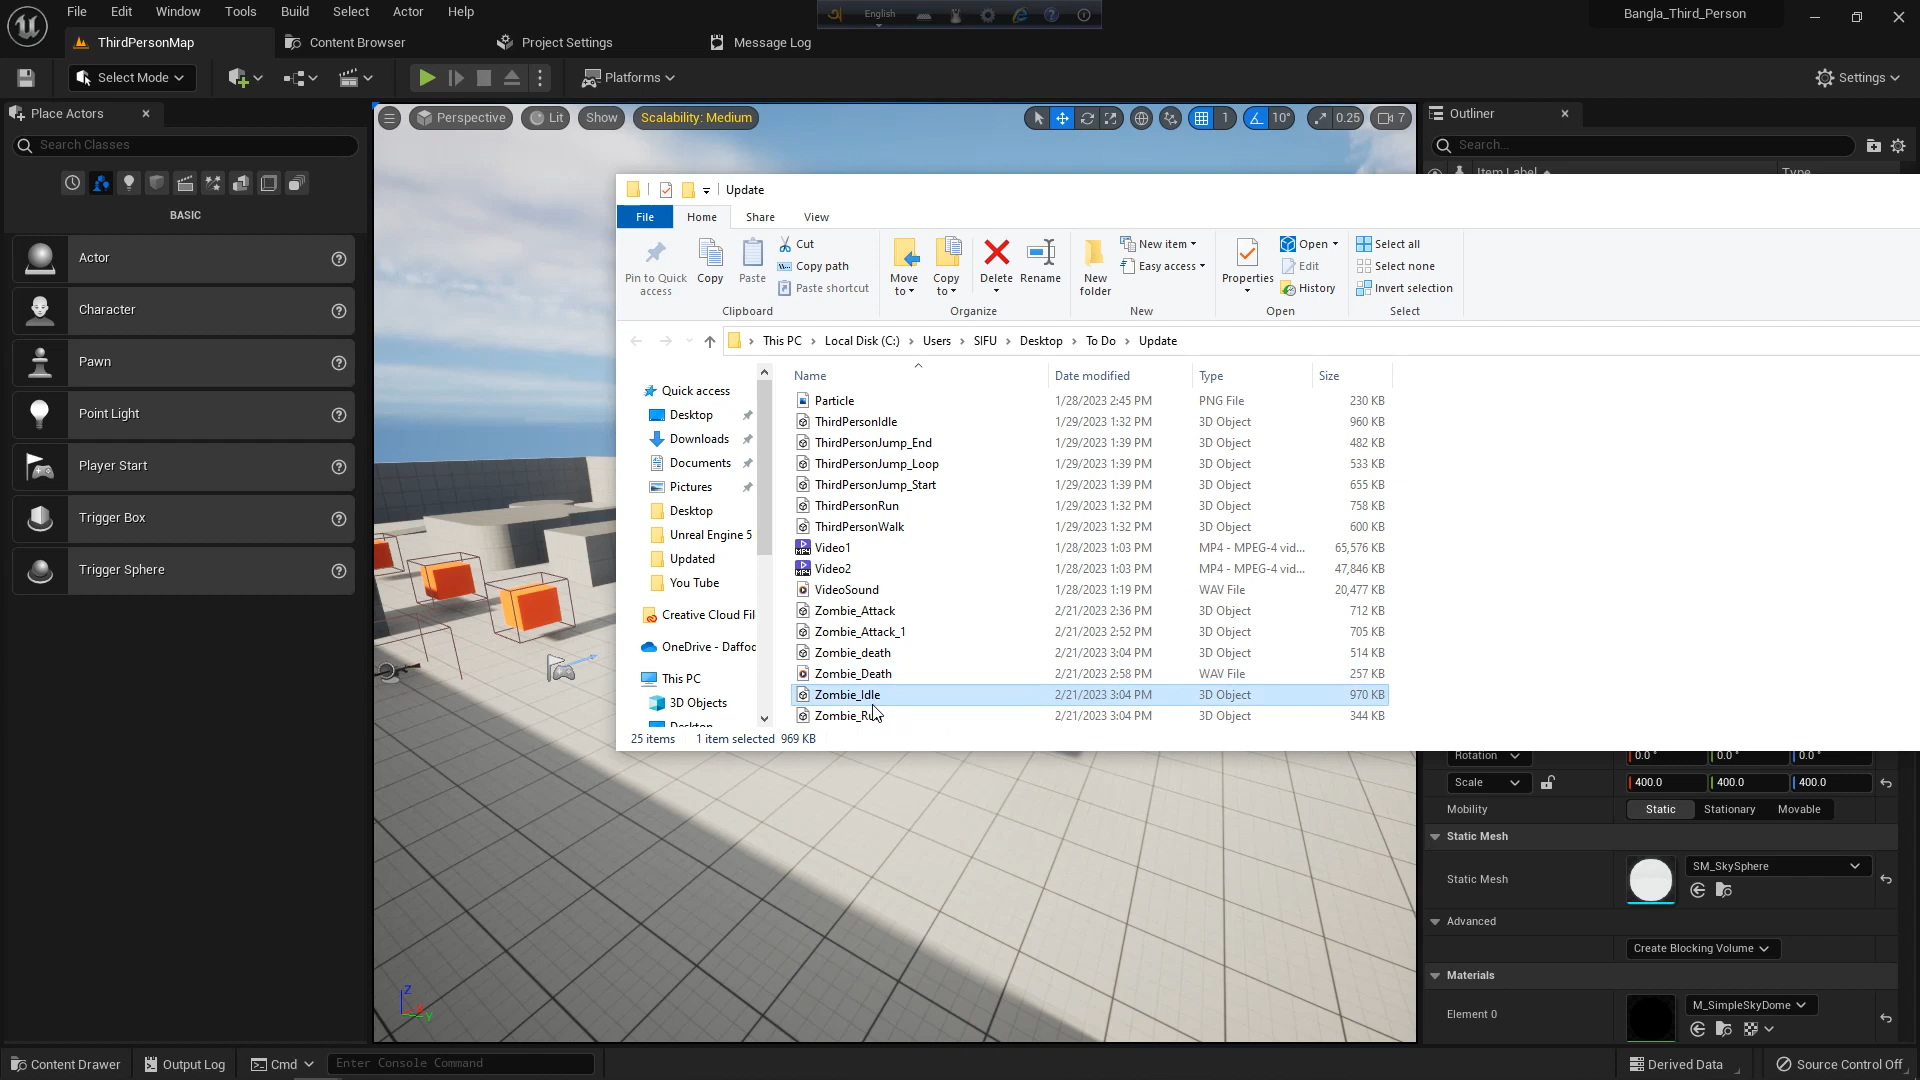 File Edit Window Tools Build Select Actor Help
English
Bangla_Third_Person
ThirdPersonMap
Content Browser
Project Settings
Message Log
Select Mode
Platforms
Settings
Place Actors
Search Classes
BASIC
Actor
Character
Pawn
Point Light
Player Start
Trigger Box
Trigger Sphere
Perspective
Lit
Show
Scalability: Medium
1
10°
0.25
7
Outliner
Search...
Item Label
Type
Update
File Home Share View
Pin to Quick access
Copy
Paste
Cut
Copy path
Paste shortcut
Clipboard
Move to
Copy to
Delete
Rename
Organize
New folder
New item
Easy access
New
Properties
Open
Edit
History
Open
Select all
Select none
Invert selection
Select
This PC > Local Disk (C:) > Users > SIFU > Desktop > To Do > Update
Quick access
Desktop
Downloads
Documents
Pictures
Desktop
Unreal Engine 5
Updated
You Tube
Creative Cloud Fil
OneDrive - Daffoc
This PC
3D Objects
Desktop
Name Date modified Type Size
Particle 1/28/2023 2:45 PM PNG File 230 KB
ThirdPersonIdle 1/29/2023 1:32 PM 3D Object 960 KB
ThirdPersonJump_End 1/29/2023 1:39 PM 3D Object 482 KB
ThirdPersonJump_Loop 1/29/2023 1:39 PM 3D Object 533 KB
ThirdPersonJump_Start 1/29/2023 1:39 PM 3D Object 655 KB
ThirdPersonRun 1/29/2023 1:32 PM 3D Object 758 KB
ThirdPersonWalk 1/29/2023 1:32 PM 3D Object 600 KB
Video1 1/28/2023 1:03 PM MP4 - MPEG-4 vid... 65,576 KB
Video2 1/28/2023 1:03 PM MP4 - MPEG-4 vid... 47,846 KB
VideoSound 1/28/2023 1:19 PM WAV File 20,477 KB
Zombie_Attack 2/21/2023 2:36 PM 3D Object 712 KB
Zombie_Attack_1 2/21/2023 2:52 PM 3D Object 705 KB
Zombie_death 2/21/2023 3:04 PM 3D Object 514 KB
Zombie_Death 2/21/2023 2:58 PM WAV File 257 KB
Zombie_Idle 2/21/2023 3:04 PM 3D Object 970 KB
2/21/2023 3:04 PM 3D Object 344 KB
25 items 1 item selected 969 KB
Rotation 0.0° 0.0° 0.0°
Scale 400.0 400.0 400.0
Mobility Static Stationary Movable
Static Mesh
Static Mesh SM_SkySphere
Advanced
Create Blocking Volume
Materials
Element 0 M_SimpleSkyDome
Z
Y
Content Drawer
Output Log
Cmd
Enter Console Command
Derived Data
Source Control Off